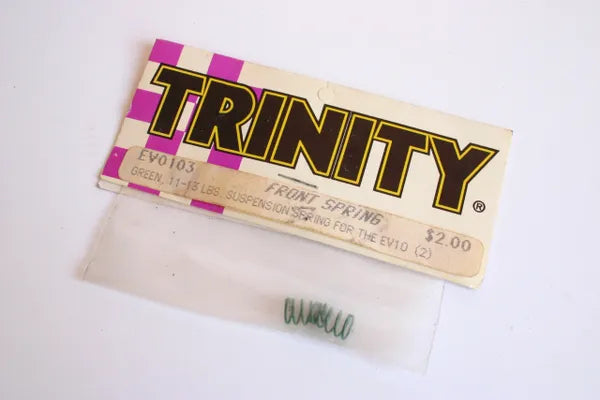 TRINITY®
EV0103
FRONT SPRING
$2.00
GREEN, 11-13 LBS. SUSPENSION SPRING FOR THE EV10 (2)